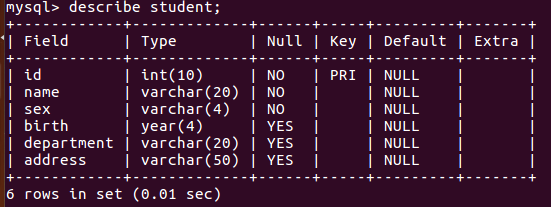 mysql> describe student;
+------------+-------------+------+-----+---------+-------+
| Field      | Type        | Null | Key | Default | Extra |
+------------+-------------+------+-----+---------+-------+
| id         | int(10)     | NO   | PRI | NULL    |       |
| name       | varchar(20) | NO   |     | NULL    |       |
| sex        | varchar(4)  | NO   |     | NULL    |       |
| birth      | year(4)     | YES  |     | NULL    |       |
| department | varchar(20) | YES  |     | NULL    |       |
| address    | varchar(50) | YES  |     | NULL    |       |
+------------+-------------+------+-----+---------+-------+
6 rows in set (0.01 sec)